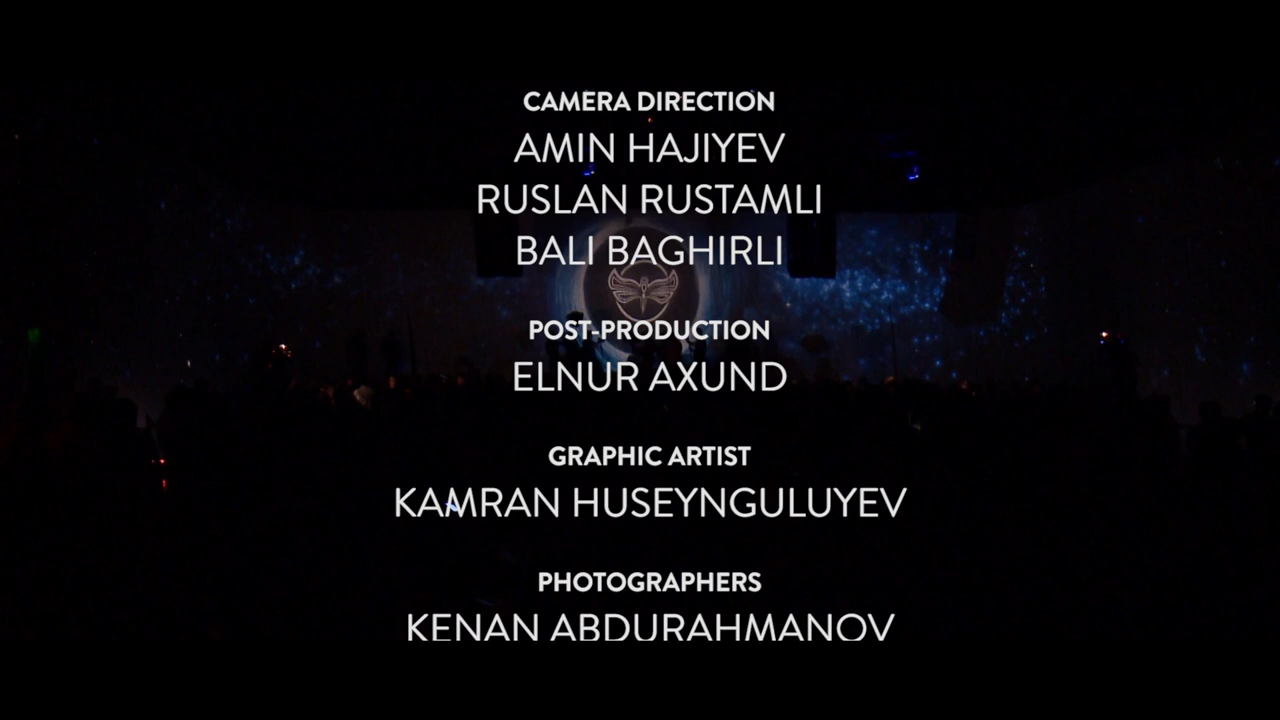 CAMERA DIRECTION
AMIN HAJIYEV
RUSLAN RUSTAMLI
BALI BAGHIRLI
POST-PRODUCTION
ELNUR AXUND
GRAPHIC ARTIST
KAMRAN HUSEYNGULUYEV
PHOTOGRAPHERS
KENAN ABDURAHMANOV